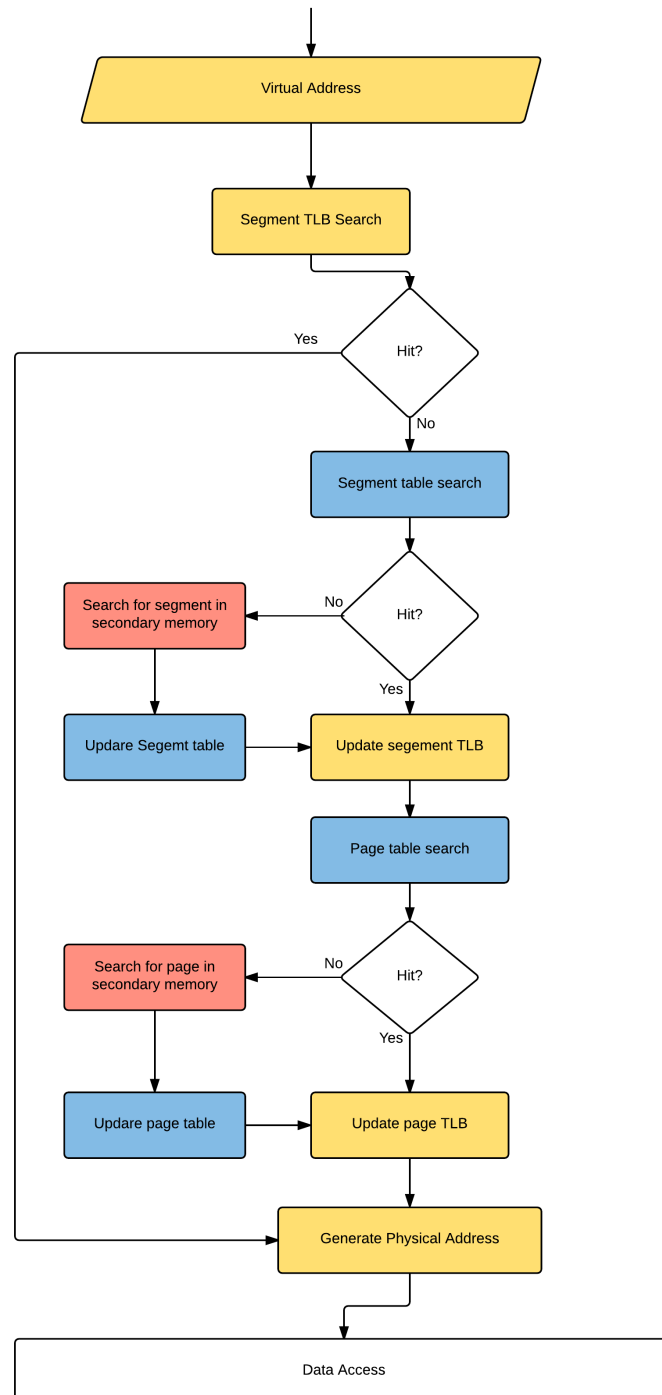 Virtual Address
Segment TLB Search
Yes
Hit?
No
Segment table search
Search for segment in
secondary memory
No
Hit?
Yes
Updare Segemt table
Update segement TLB
Page table search
Search for page in
secondary memory
No
Hit?
Yes
Updare page table
Update page TLB
Generate Physical Address
Data Access